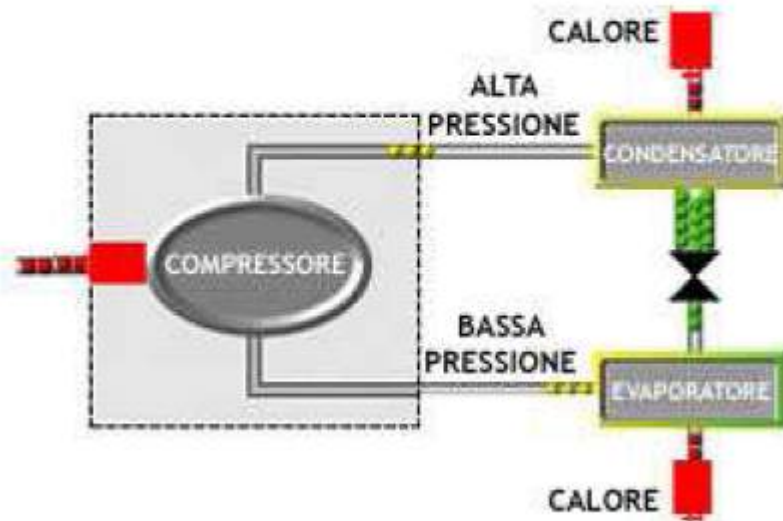 CALORE
ALTA
PRESSIONE
CONDENSATORE
COMPRESSORE
BASSA
PRESSIONE
EVAPORATORE
CALORE